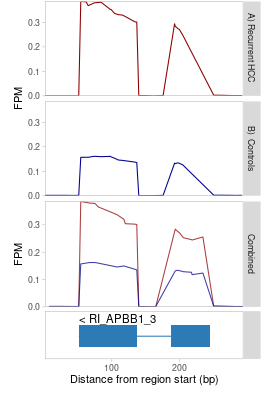 FPM
0.3
0.2
0.1
0.0
A) Recurrent HCC
0.3
0.2
0.1
0.0
B) Controls
FPM
0.3
0.2
0.1
0.0
Combined
< RI_APBB1_3
100 200
Distance from region start (bp)